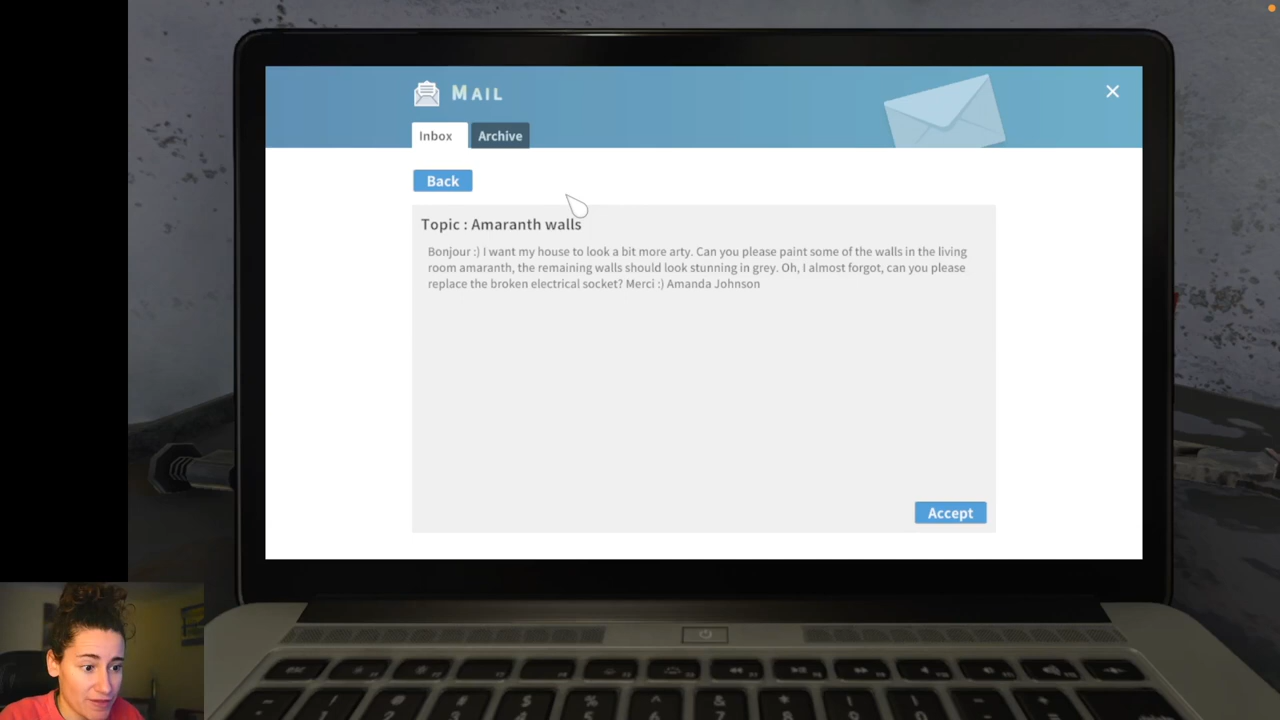 MAIL
Inbox
Archive
Back
Topic : Amaranth walls
Bonjour :) I want my house to look a bit more arty. Can you please paint some of the walls in the living
room amaranth, the remaining walls should look stunning in grey. Oh, I almost forgot, can you please
replace the broken electrical socket? Merci :) Amanda Johnson
Accept